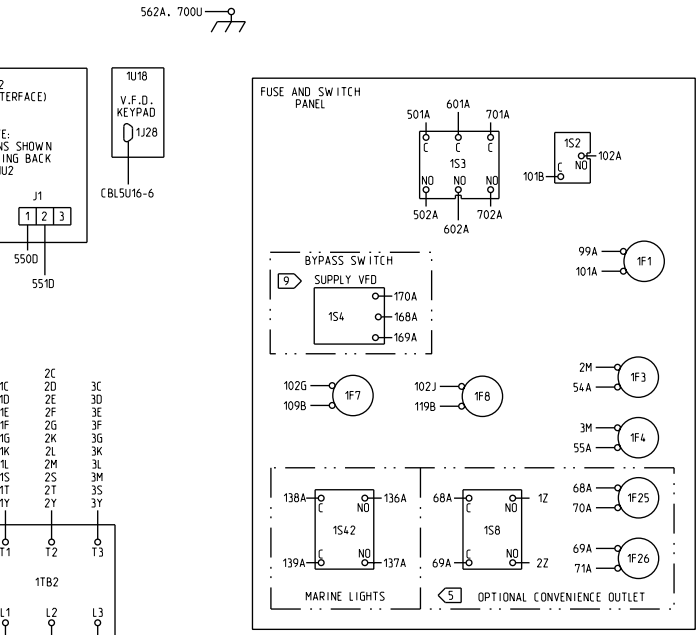 562A, 700U
2
TERFACE)
E:
NS SHOWN
ING BACK
JU2
J1
1 2 3
550D
551D
1U18
V.F.D.
KEYPAD
1J28
CBL5U16-6
FUSE AND SWITCH
PANEL
501A 601A 701A
C C C
1S3
NO NO NO
502A 602A 702A
1S2
NO 102A
101B C
99A
101A
1F1
BYPASS SWITCH
9 SUPPLY VFD
1S4
170A
168A
169A
102G
109B
1F7
102J
119B
1F8
2M
54A
1F3
3M
55A
1F4
138A C NO 136A
1S42
139A C NO 137A
MARINE LIGHTS
68A C NO 1Z
1S8
69A C NO 2Z
68A
70A
1F25
69A
71A
1F26
5 OPTIONAL CONVENIENCE OUTLET
2C
1C 2D 3C
1D 2E 3D
1E 2F 3E
1F 2G 3F
1G 2K 3G
1K 2L 3K
1L 2M 3L
1S 2S 3M
1T 2T 3S
1Y 2Y 3Y
T1 T2 T3
1TB2
L1 L2 L3